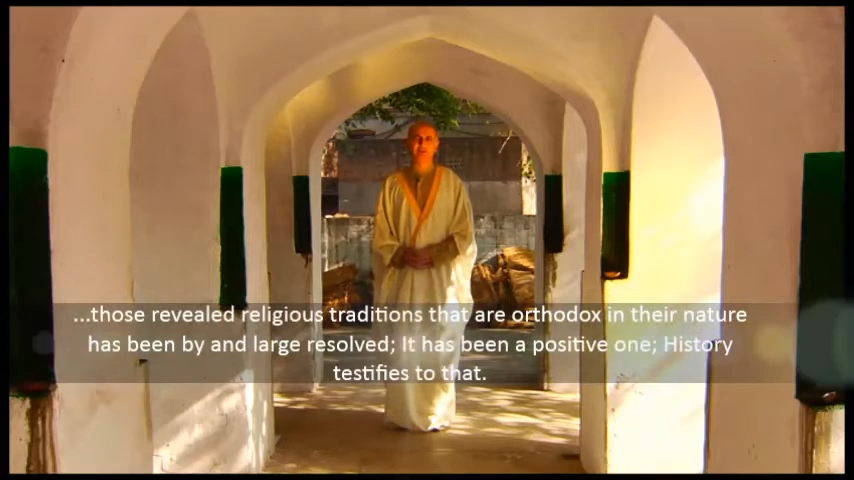 ...those revealed religious traditions that are orthodox in their nature
has been by and large resolved; It has been a positive one; History
testifies to that.